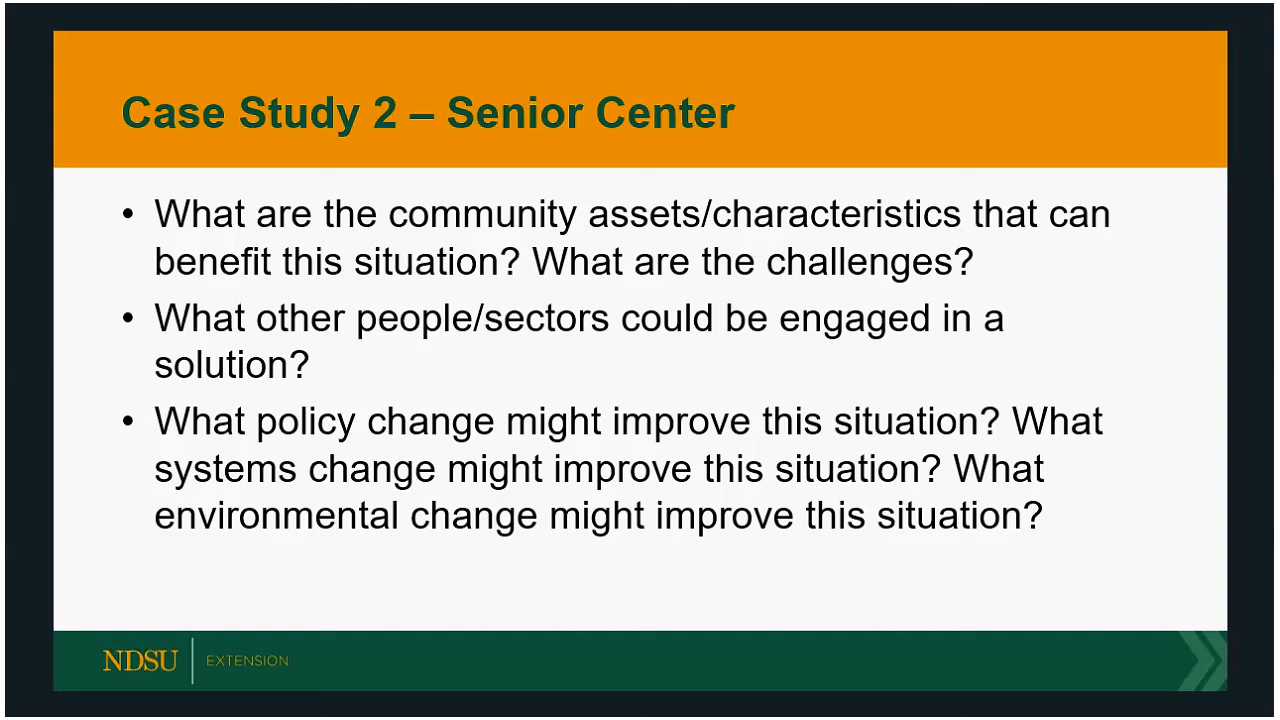 Case Study 2 – Senior Center
• What are the community assets/characteristics that can
benefit this situation? What are the challenges?
• What other people/sectors could be engaged in a
solution?
• What policy change might improve this situation? What
systems change might improve this situation? What
environmental change might improve this situation?
NDSU EXTENSION